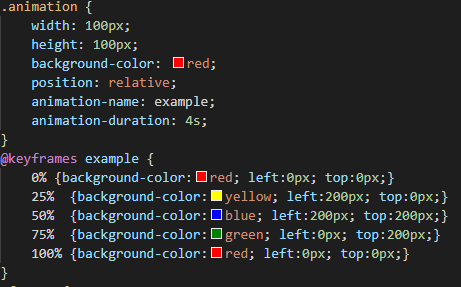 .animation {
    width: 100px;
    height: 100px;
    background-color: red;
    position: relative;
    animation-name: example;
    animation-duration: 4s;
}
@keyframes example {
    0% {background-color:red; left:0px; top:0px;}
    25%  {background-color:yellow; left:200px; top:0px;}
    50%  {background-color:blue; left:200px; top:200px;}
    75%  {background-color:green; left:0px; top:200px;}
    100% {background-color:red; left:0px; top:0px;}
}